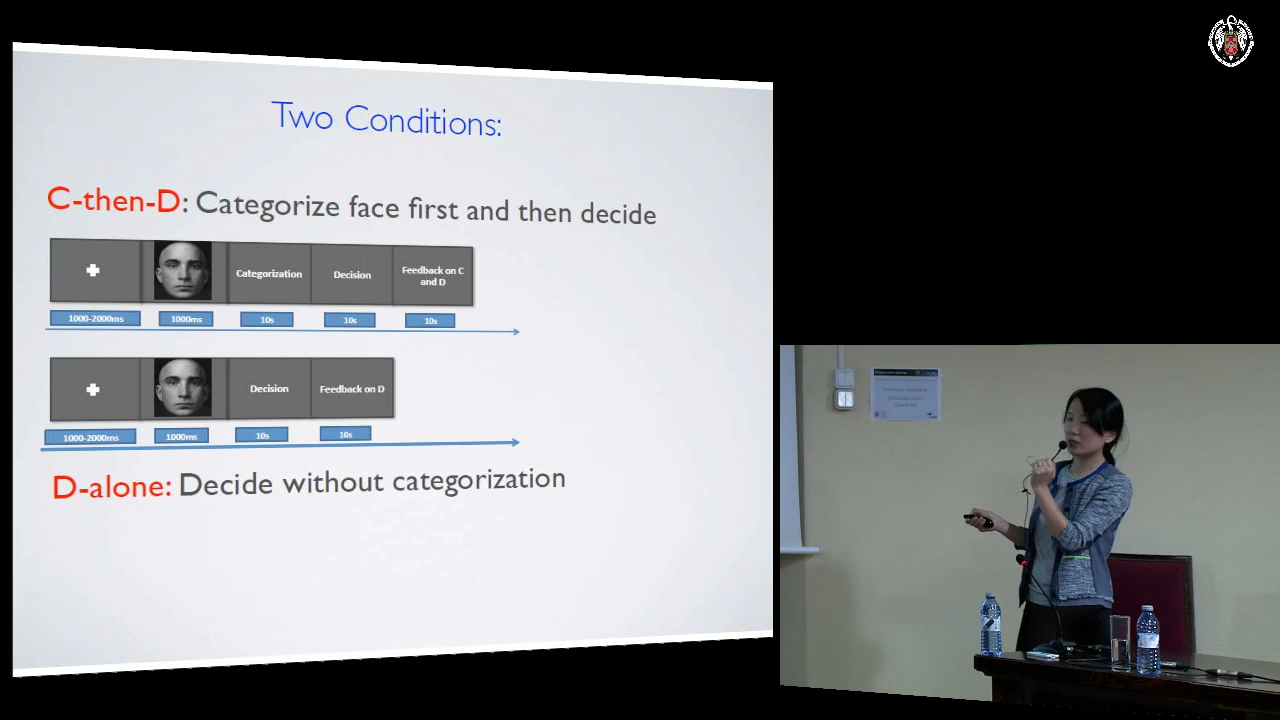 Two Conditions:
C-then-D: Categorize face first and then decide
Categorization
Decision
Feedback on C
and D
1000-2000ms
1000ms
10s
10s
10s
Decision
Feedback on D
1000-2000ms
1000ms
10s
10s
D-alone: Decide without categorization